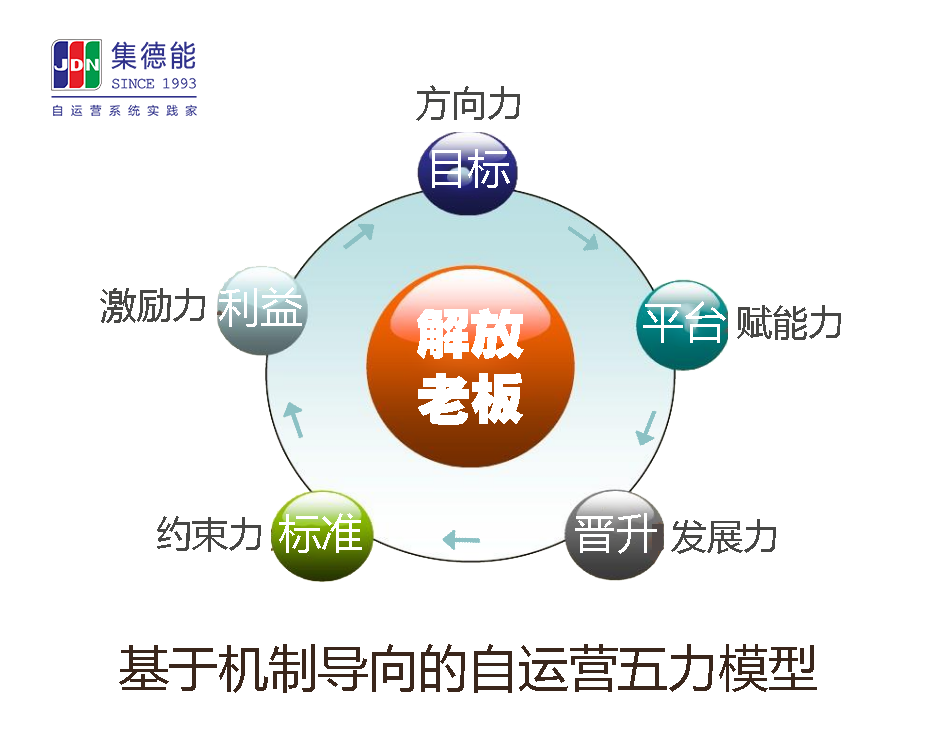 JDN
集德能
SINCE 1993
自运营系统实践家
方向力
目标
激励力
利益
平台
赋能力
解放
老板
约束力
标准
晋升
发展力
基于机制导向的自运营五力模型